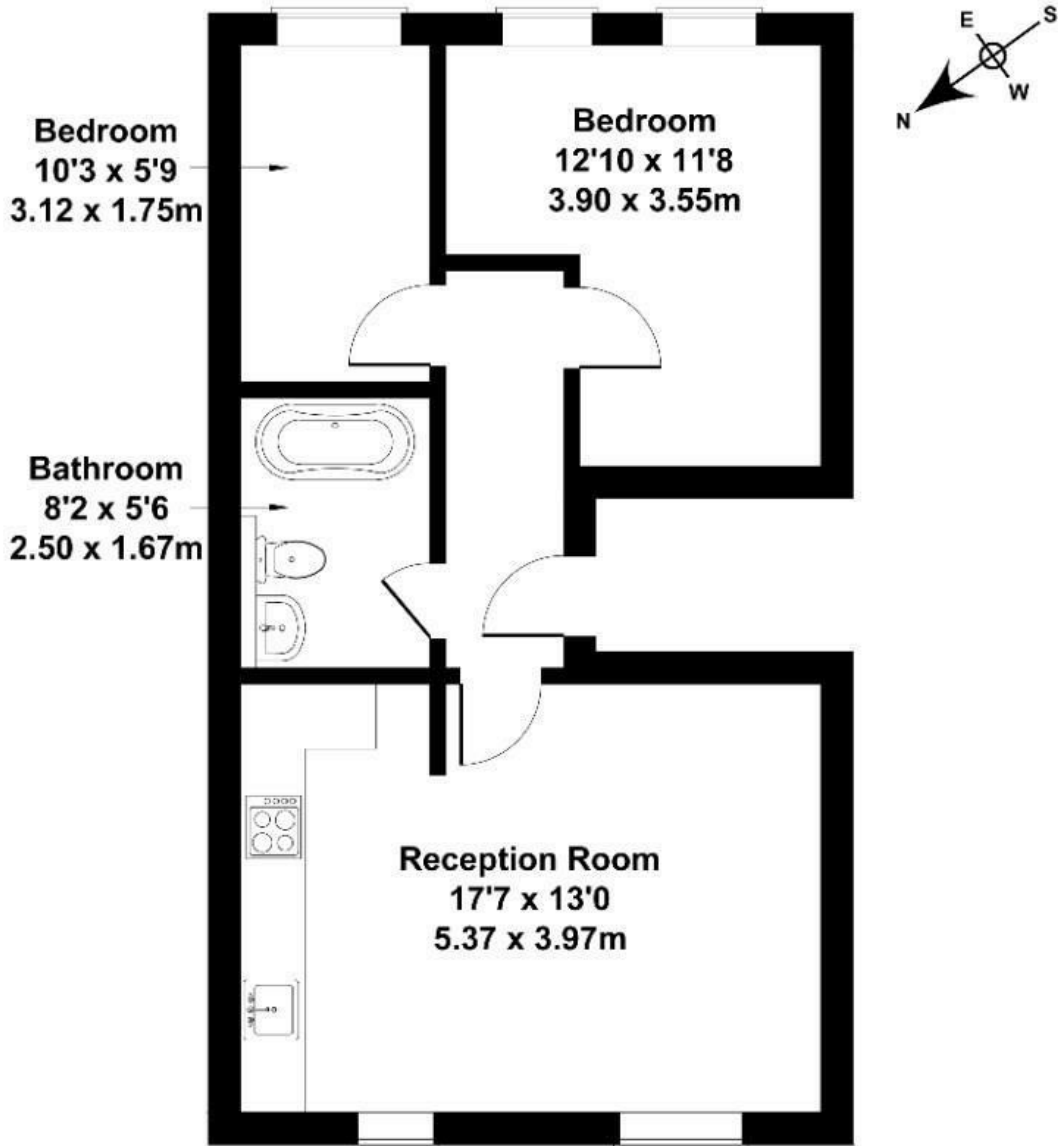 E
S
W
N
Bedroom
10'3 x 5'9
3.12 x 1.75m
Bedroom
12'10 x 11'8
3.90 x 3.55m
Bathroom
8'2 x 5'6
2.50 x 1.67m
Reception Room
17'7 x 13'0
5.37 x 3.97m